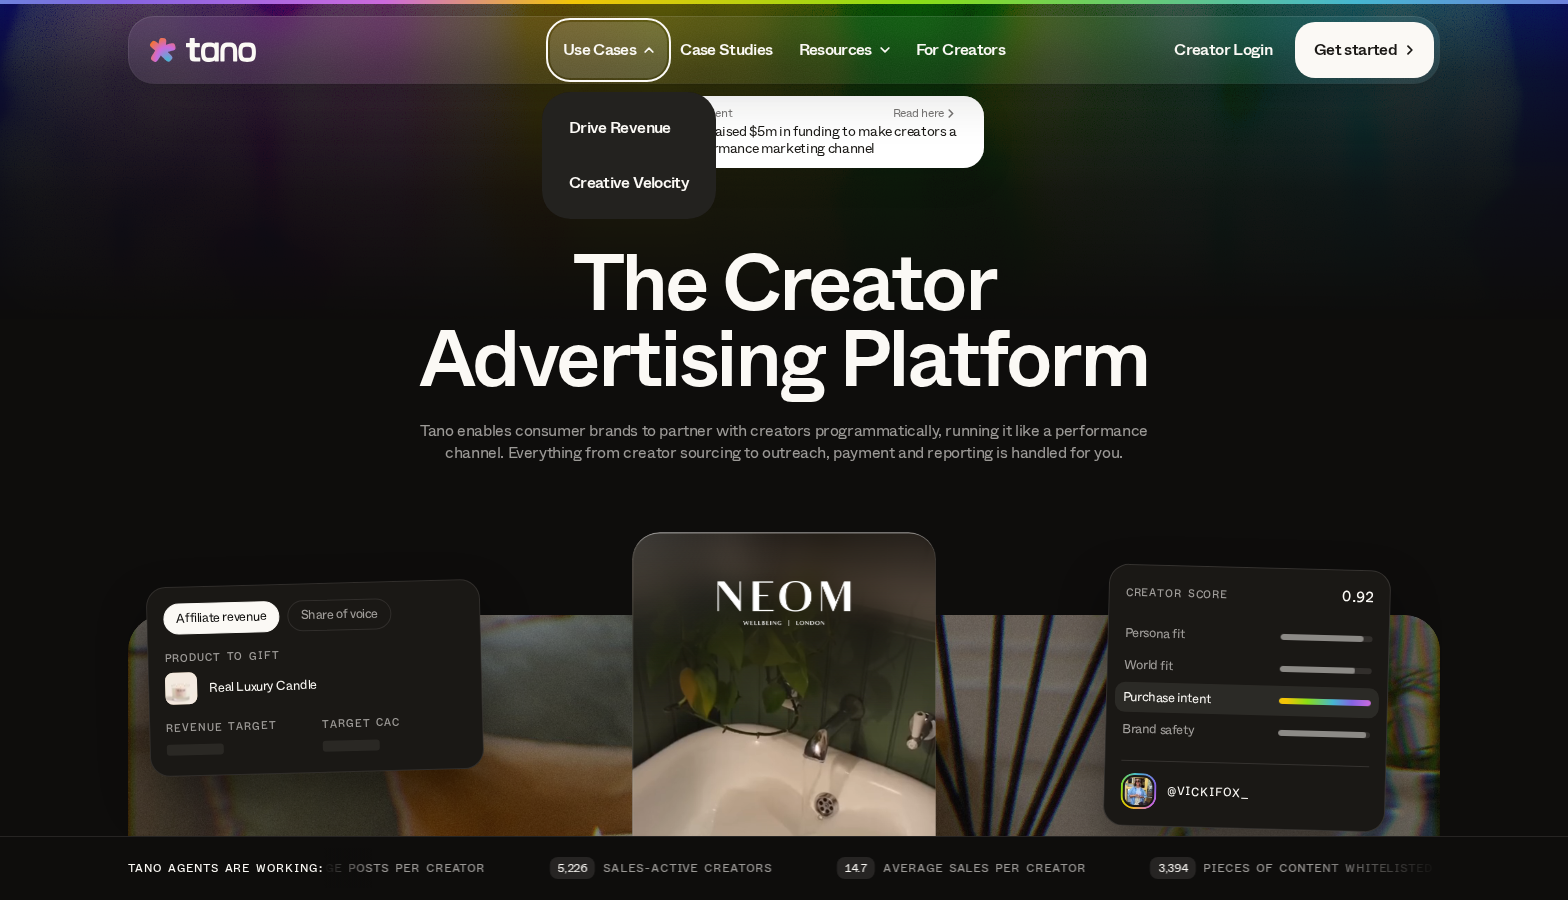 tano
Use Cases
Case Studies
Resources
For Creators
Creator Login
Get started
Drive Revenue
Creative Velocity
Read here
$5m in funding to make creators a
marketing channel
The Creator
Advertising Platform
Tano enables consumer brands to partner with creators programmatically, running it like a performance
channel. Everything from creator sourcing to outreach, payment and reporting is handled for you.
Affiliate revenue
Share of voice
PRODUCT TO GIFT
Real Luxury Candle
REVENUE TARGET
TARGET CAC
NEOM
WELLBEING | LONDON
CREATOR SCORE
0.92
Persona fit
World fit
Purchase intent
Brand safety
@VICKIFOX_
TANO AGENTS ARE WORKING:
POSTS PER CREATOR
5,226 SALES-ACTIVE CREATORS
14.7 AVERAGE SALES PER CREATOR
3,394 PIECES OF CONTENT WHITELISTED